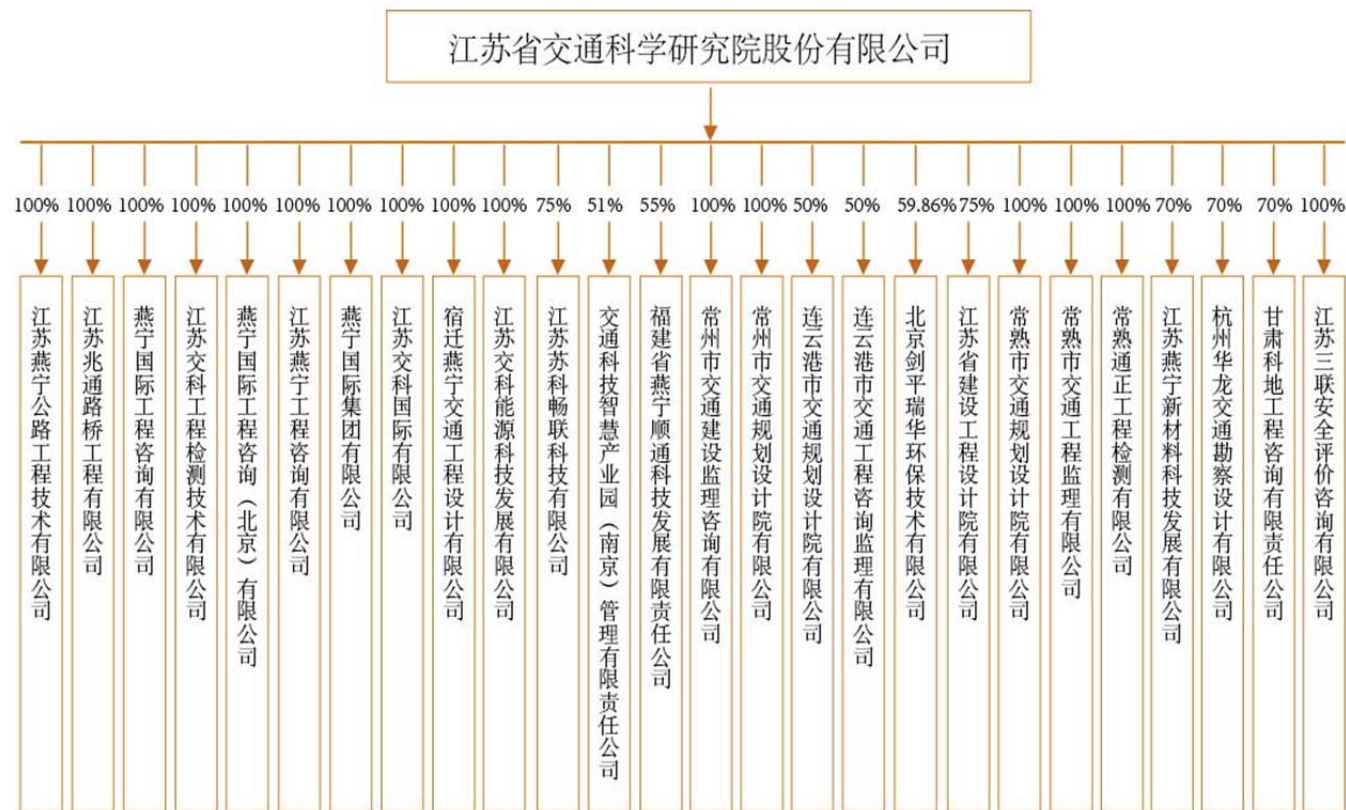 江苏省交通科学研究院股份有限公司
100% 100% 100% 100% 100% 100% 100% 100% 100% 100% 75% 51% 55% 100% 100% 50% 50% 59.86% 75% 100% 100% 100% 70% 70% 70% 100%
江苏燕宁公路工程技术有限公司
江苏兆通路桥工程有限公司
燕宁国际工程咨询有限公司
江苏交科工程检测技术有限公司
燕宁国际工程咨询（北京）有限公司
江苏燕宁工程咨询有限公司
燕宁国际集团有限公司
江苏交科国际有限公司
宿迁燕宁交通工程设计有限公司
江苏交科能源科技发展有限公司
江苏苏科畅联科技有限公司
交通科技智慧产业园（南京）管理有限责任公司
福建省燕宁顺通科技发展有限责任公司
常州市交通建设监理咨询有限公司
常州市交通规划设计院有限公司
连云港市交通规划设计院有限公司
连云港市交通工程咨询监理有限公司
北京剑平瑞华环保技术有限公司
江苏省建设工程设计院有限公司
常熟市交通规划设计院有限公司
常熟市交通工程监理有限公司
常熟通正工程检测有限公司
江苏燕宁新材料科技发展有限公司
杭州华龙交通勘察设计有限公司
甘肃科地工程咨询有限责任公司
江苏三联安全评价咨询有限公司